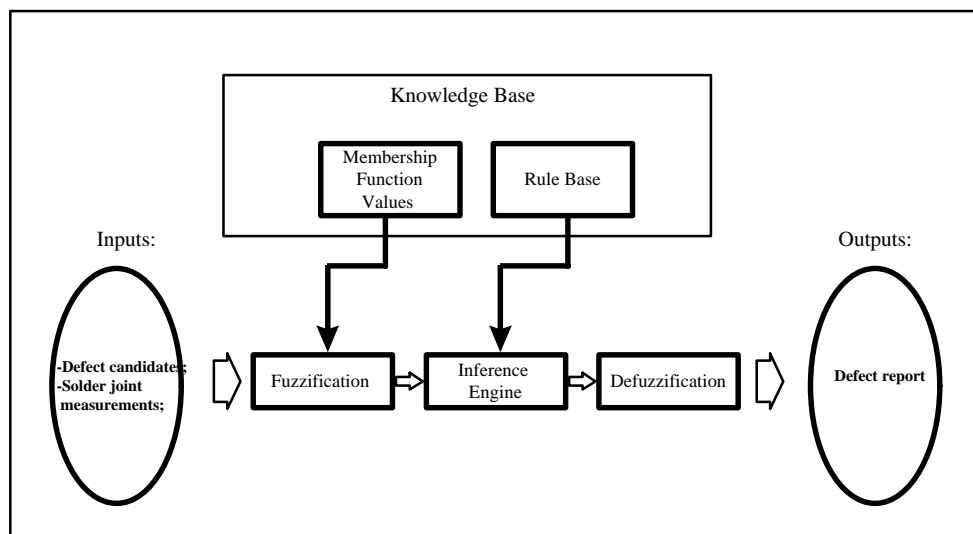 Knowledge Base
Membership
Function
Values
Rule Base
Inputs:
Outputs:
-Defect candidates;
-Solder joint
measurements;
Fuzzification
Inference
Engine
Defuzzification
Defect report